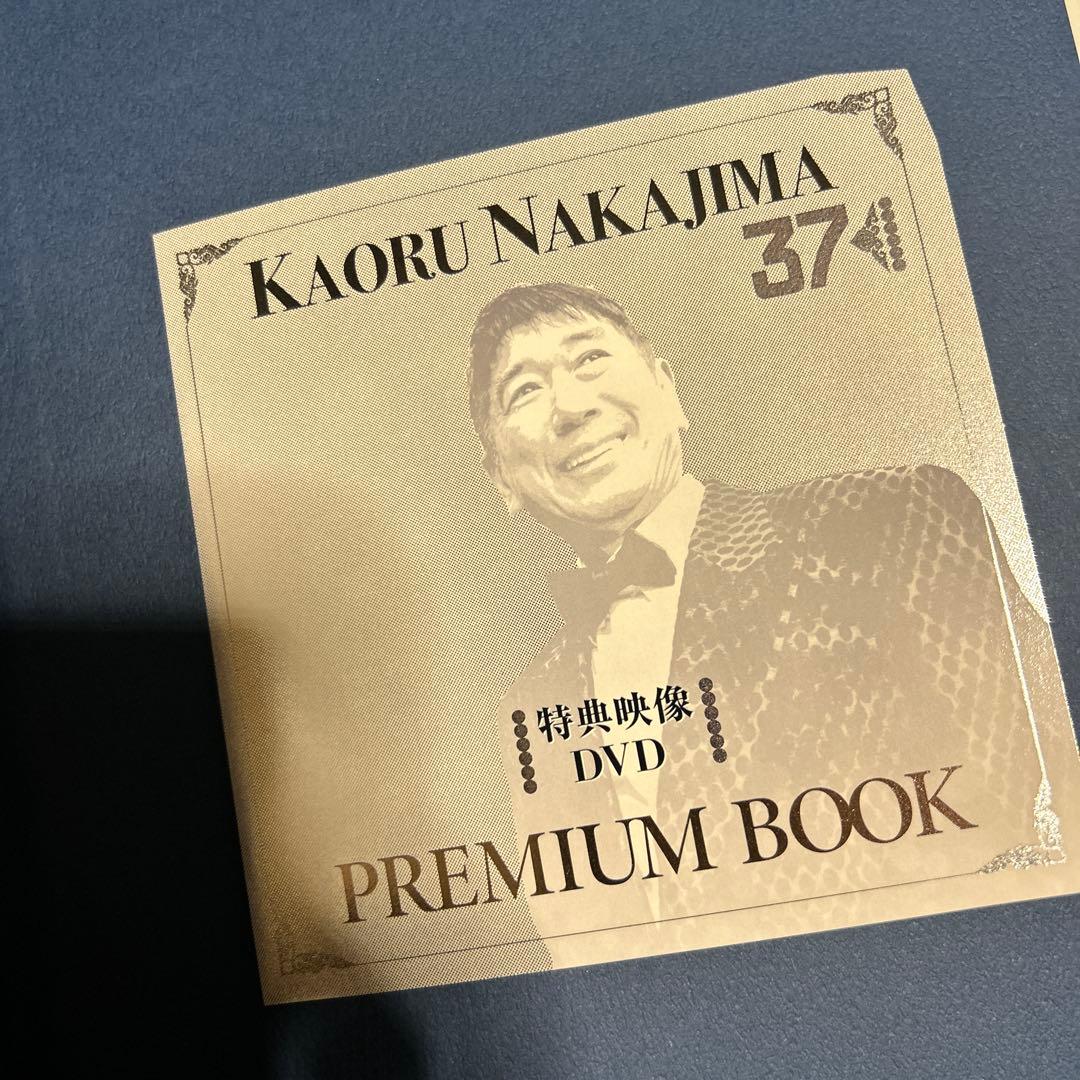 KAORU NAKAJIMA
37
特典映像
DVD
PREMIUM BOOK